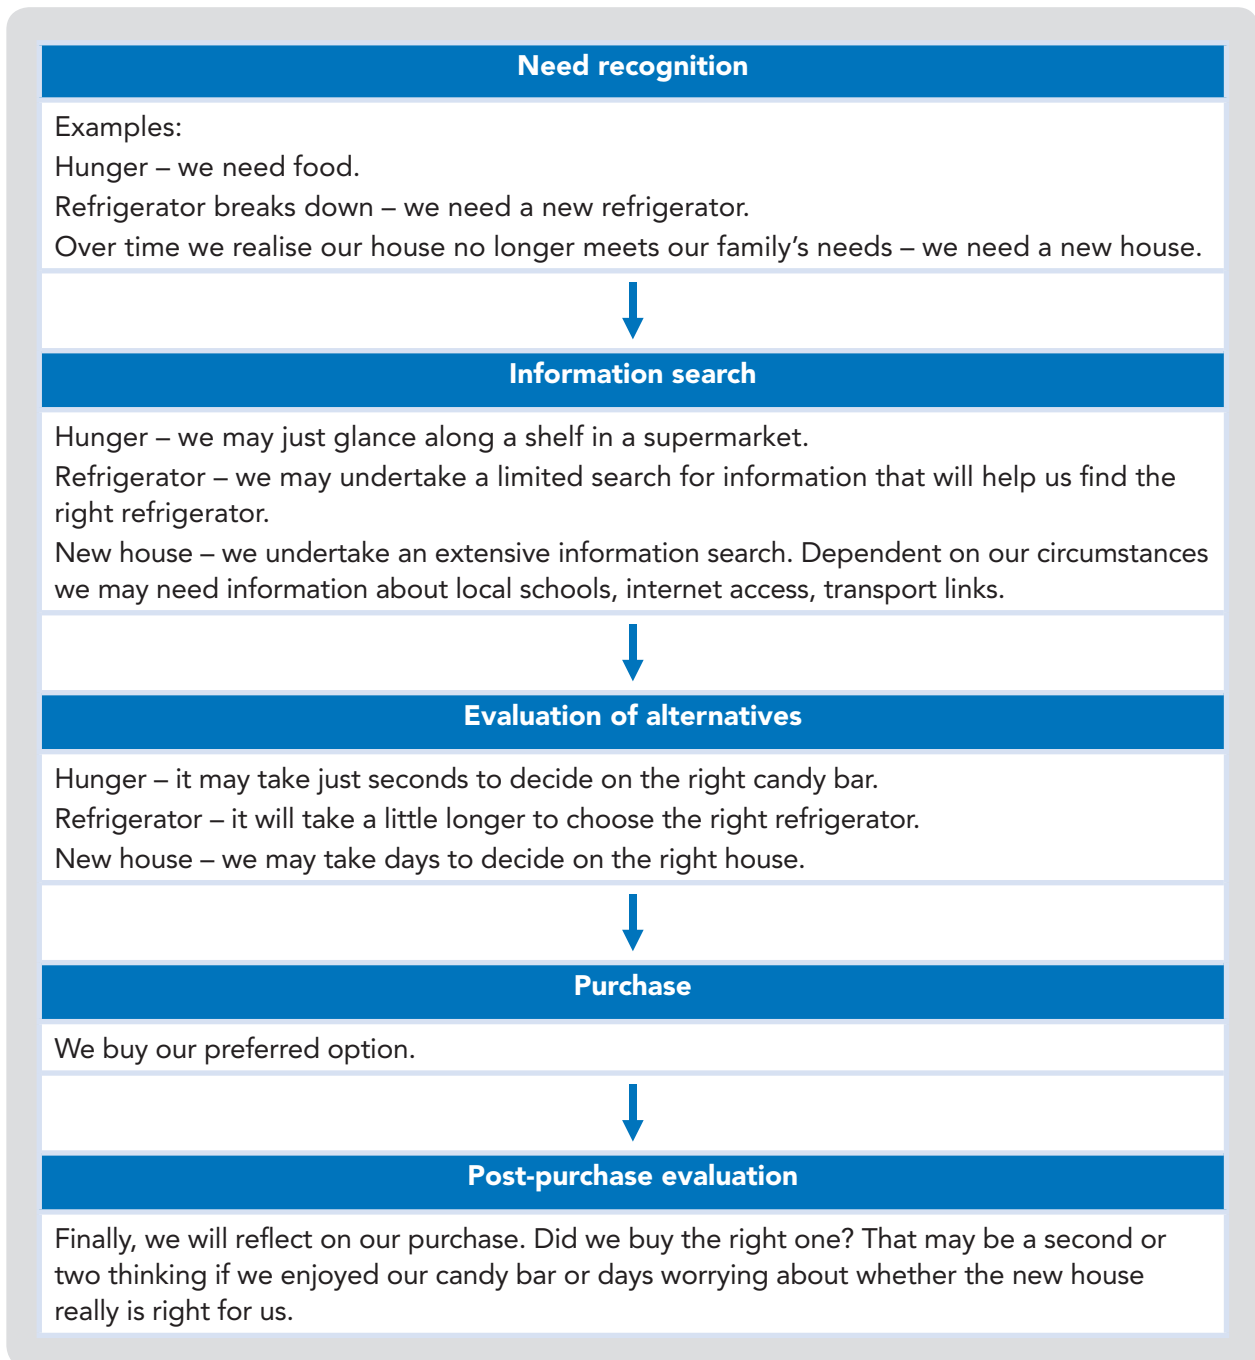 Need recognition
Examples:
Hunger – we need food.
Refrigerator breaks down – we need a new refrigerator.
Over time we realise our house no longer meets our family’s needs – we need a new house.
Information search
Hunger – we may just glance along a shelf in a supermarket.
Refrigerator – we may undertake a limited search for information that will help us find the
right refrigerator.
New house – we undertake an extensive information search. Dependent on our circumstances
we may need information about local schools, internet access, transport links.
Evaluation of alternatives
Hunger – it may take just seconds to decide on the right candy bar.
Refrigerator – it will take a little longer to choose the right refrigerator.
New house – we may take days to decide on the right house.
Purchase
We buy our preferred option.
Post-purchase evaluation
Finally, we will reflect on our purchase. Did we buy the right one? That may be a second or
two thinking if we enjoyed our candy bar or days worrying about whether the new house
really is right for us.